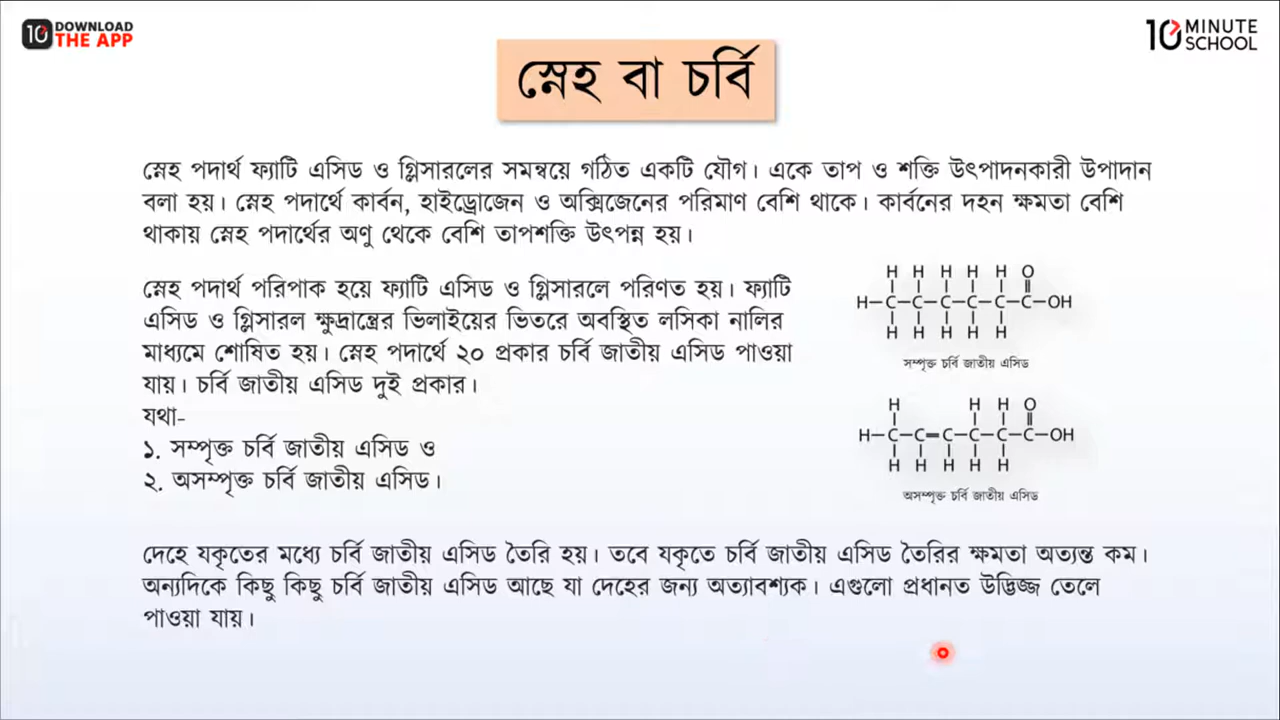 DOWNLOAD
THE APP
10 MINUTE
SCHOOL
স্নেহ বা চর্বি
স্নেহ পদার্থ ফ্যাটি এসিড ও গ্লিসারলের সমন্বয়ে গঠিত একটি যৌগ। একে তাপ ও শক্তি উৎপাদনকারী উপাদান
বলা হয়। স্নেহ পদার্থে কার্বন, হাইড্রোজেন ও অক্সিজেনের পরিমাণ বেশি থাকে। কার্বনের দহন ক্ষমতা বেশি
থাকায় স্নেহ পদার্থের অণু থেকে বেশি তাপশক্তি উৎপন্ন হয়।
স্নেহ পদার্থ পরিপাক হয়ে ফ্যাটি এসিড ও গ্লিসারলে পরিণত হয়। ফ্যাটি
এসিড ও গ্লিসারল ক্ষুদ্রান্ত্রের ভিলাইয়ের ভিতরে অবস্থিত লসিকা নালির
মাধ্যমে শোষিত হয়। স্নেহ পদার্থে ২০ প্রকার চর্বি জাতীয় এসিড পাওয়া
যায়। চর্বি জাতীয় এসিড দুই প্রকার।
যথা-
১. সম্পৃক্ত চর্বি জাতীয় এসিড ও
২. অসম্পৃক্ত চর্বি জাতীয় এসিড।
H H H H H O
H–C–C–C–C–C–C–OH
H H H H H
সম্পৃক্ত চর্বি জাতীয় এসিড
H H H O
H–C–C=C–C–C–C–OH
H H H H H
অসম্পৃক্ত চর্বি জাতীয় এসিড
দেহে যকৃতের মধ্যে চর্বি জাতীয় এসিড তৈরি হয়। তবে যকৃতে চর্বি জাতীয় এসিড তৈরির ক্ষমতা অত্যন্ত কম।
অন্যদিকে কিছু কিছু চর্বি জাতীয় এসিড আছে যা দেহের জন্য অত্যাবশ্যক। এগুলো প্রধানত উদ্ভিজ্জ তেলে
পাওয়া যায়।